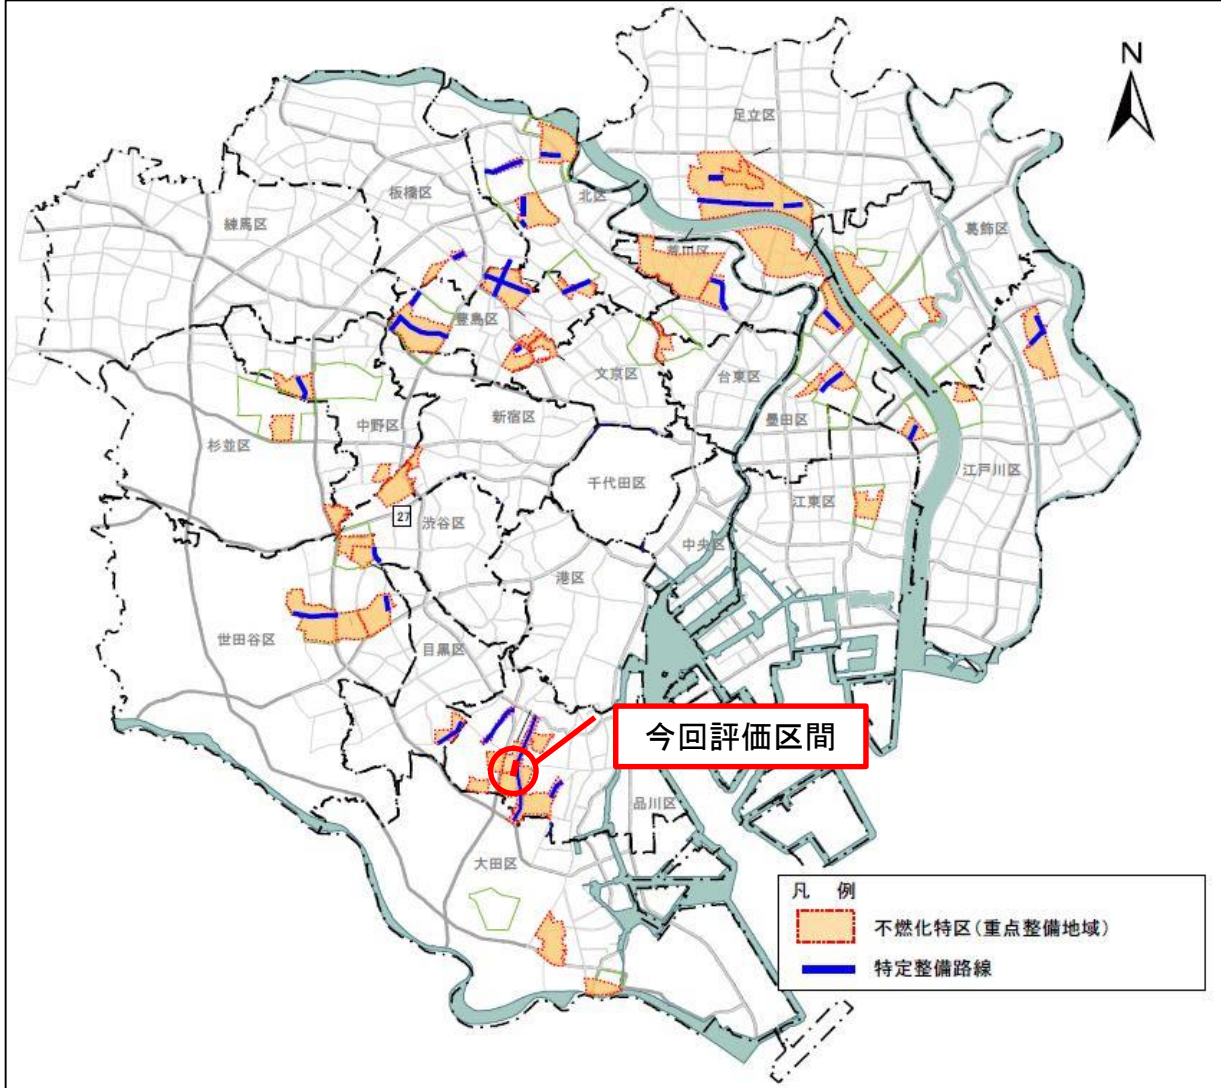 N
足立区
板橋区
北区
練馬区
葛飾区
荒川区
豊島区
文京区
台東区
新宿区
中野区
墨田区
杉並区
江戸川区
千代田区
江東区
27
渋谷区
中央区
港区
世田谷区
目黒区
今回評価区間
品川区
大田区
凡 例
不燃化特区(重点整備地域)
特定整備路線